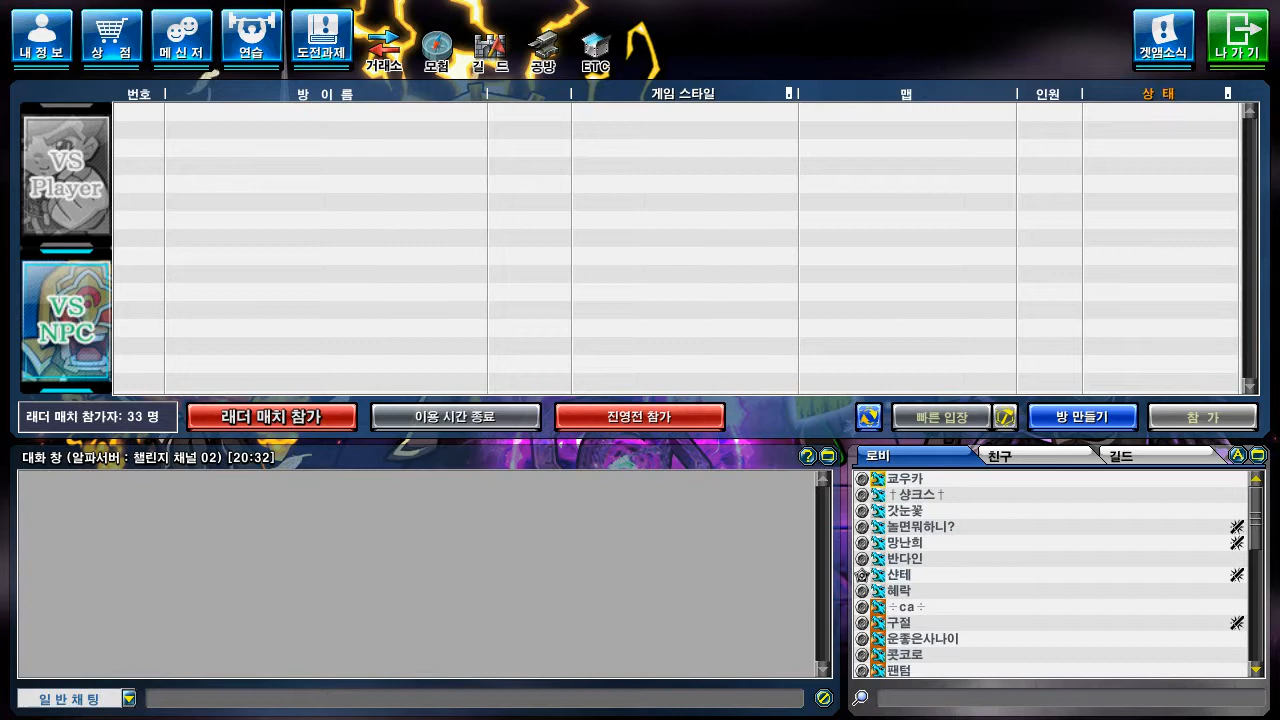 내 정 보
상 점
메 신 저
연습
도전과제
거래소
모험
길 드
공방
ETC
겟앰소식
나 가 기
번호
방 이 름
게임 스타일
맵
인원
상 태
VS
Player
VS
NPC
래더 매치 참가자: 33 명
래더 매치 참가
이용 시간 종료
진영전 참가
빠른 입장
방 만들기
참 가
대화 창 (알파서버 : 챌린지 채널 02) [20:32]
로비
친구
길드
쿄우카
†샹크스†
갓눈꽃
놀면뭐하니?
망난희
반다인
샨테
혜락
÷ca÷
구절
운좋은사나이
콧코로
팬텀
일 반 채 팅